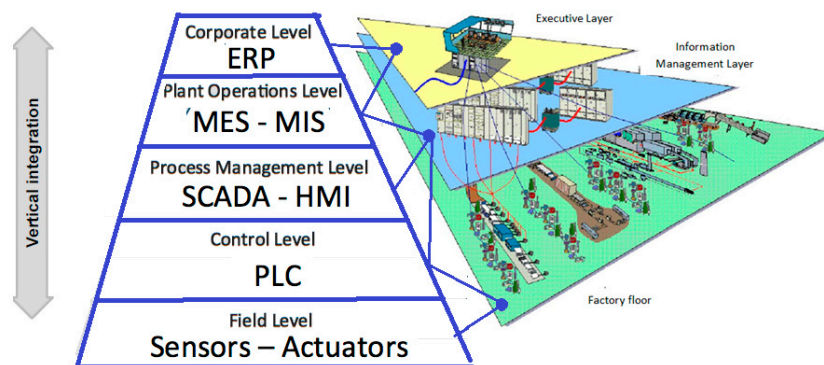 Vertical integration
Corporate Level
ERP
Plant Operations Level
MES - MIS
Process Management Level
SCADA - HMI
Control Level
PLC
Field Level
Sensors – Actuators
Executive Layer
Information
Management Layer
Factory floor